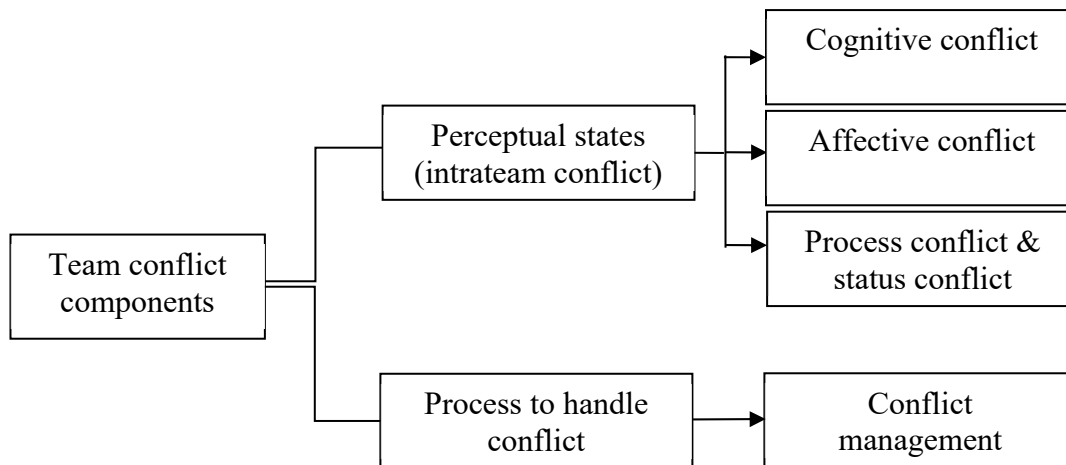 Cognitive conflict
Perceptual states
(intrateam conflict)
Affective conflict
Process conflict &
status conflict
Team conflict
components
Process to handle
conflict
Conflict
management